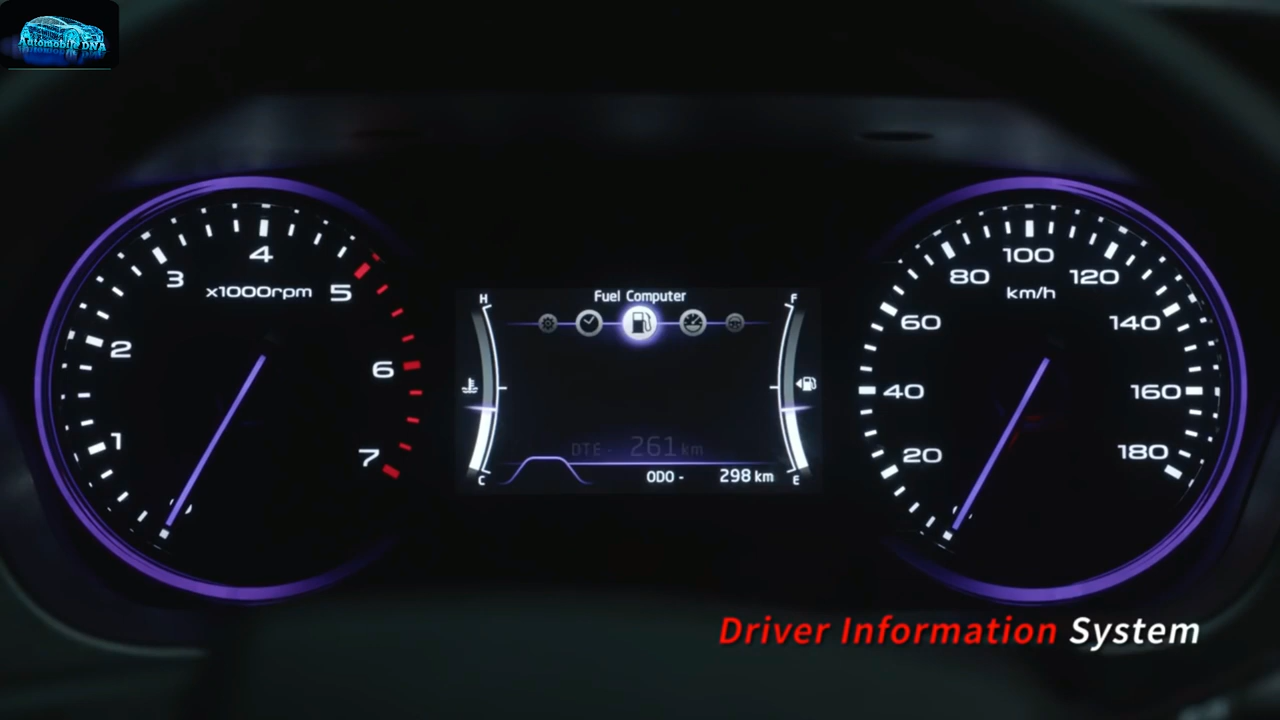 Automobile DNA
4
3
x1000rpm
5
2
6
1
7
H
Fuel Computer
F
DTE - 261 km
C
ODO - 298 km
E
100
80
120
km/h
60
140
40
160
20
180
Driver Information System